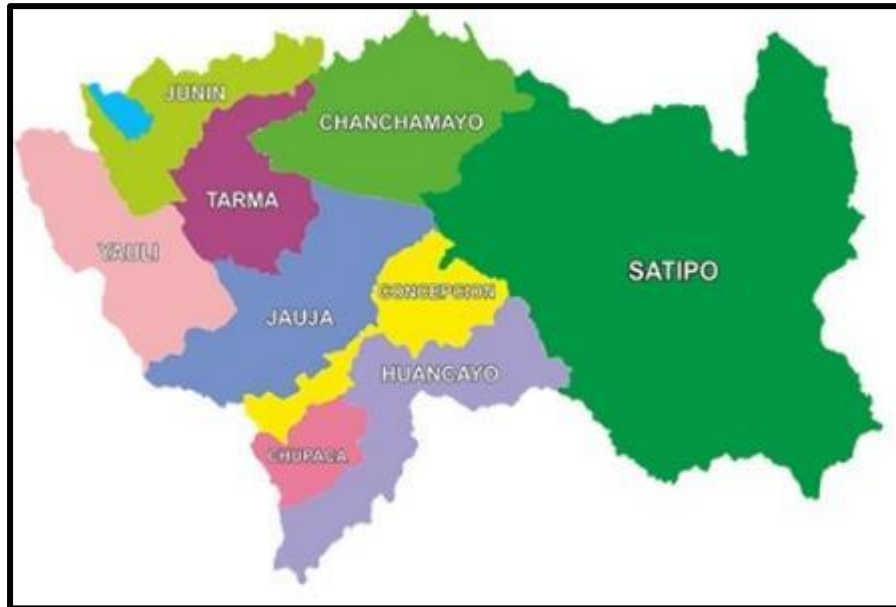 JUNIN
CHANCHAMAYO
TARMA
YAULI
SATIPO
CONCEPCION
JAUJA
HUANCAYO
CHUPACA